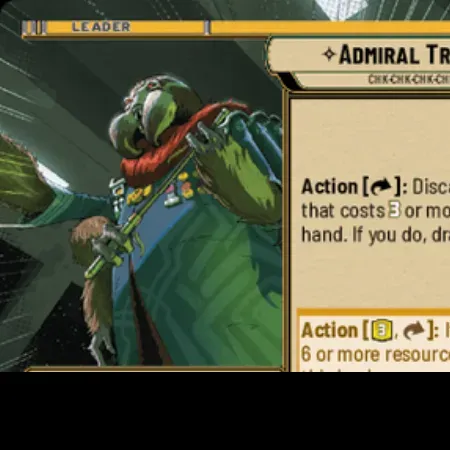 LEADER
ADMIRAL TR
CHK-CHK-CHK-CH
Action [ ]: Disca
that costs 3 or mo
hand. If you do, dra
Action [3, ]: I
6 or more resource